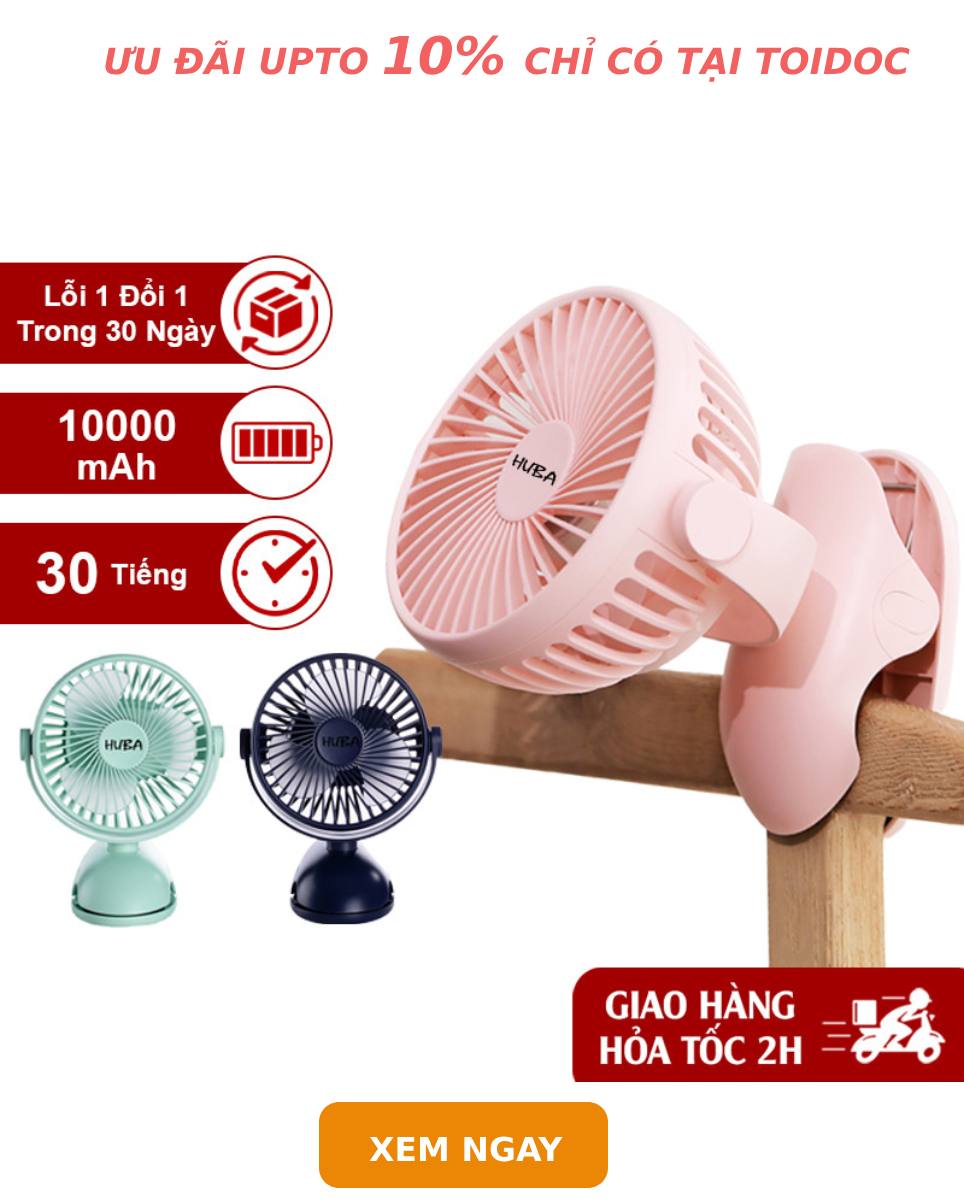 ƯU ĐÃI UPTO 10% CHỈ CÓ TẠI TOIDOC
Lỗi 1 Đổi 1
Trong 30 Ngày
10000
mAh
30 Tiếng
HUBA
HUBA
HUBA
GIAO HÀNG
HỎA TỐC 2H
XEM NGAY